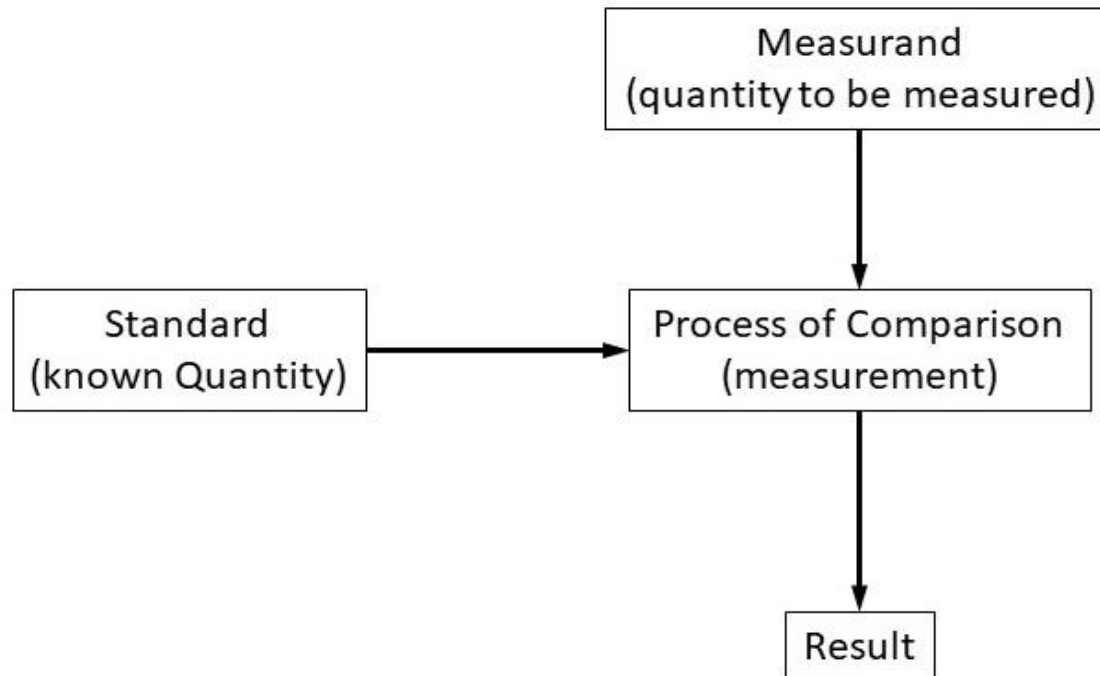 Measurand
(quantity to be measured)
Standard
(known Quantity)
Process of Comparison
(measurement)
Result